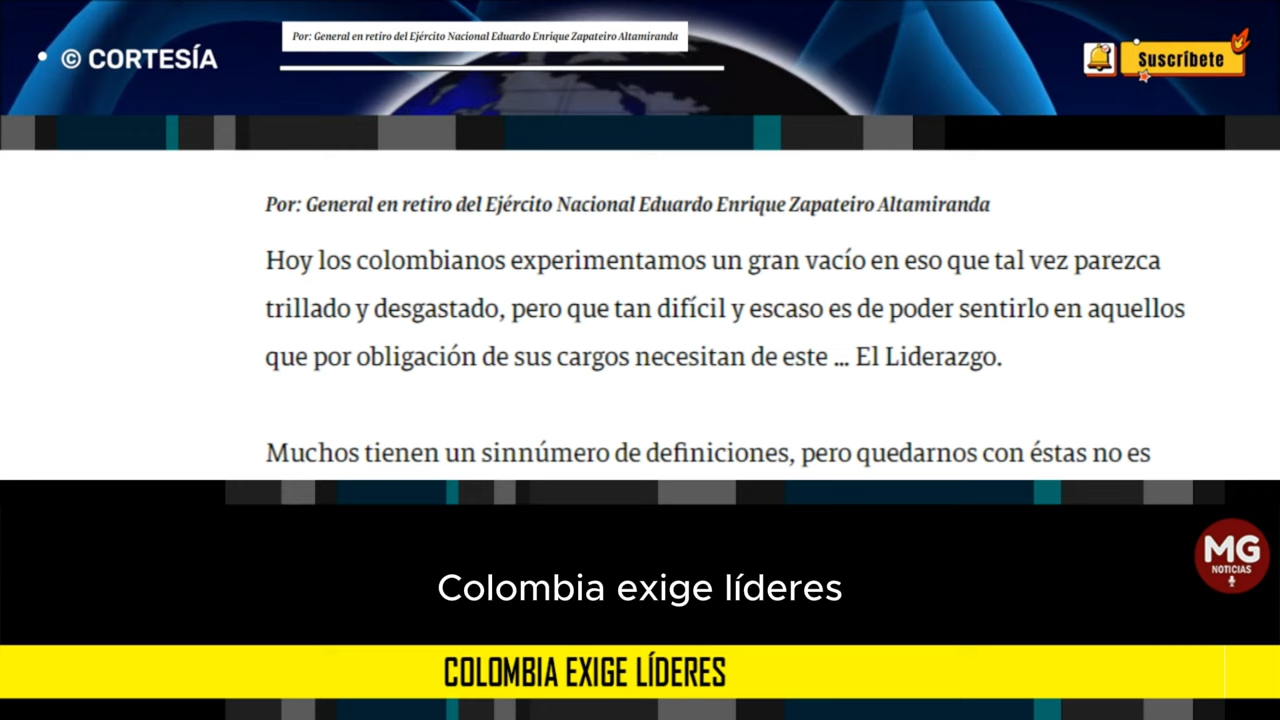 Por: General en retiro del Ejército Nacional Eduardo Enrique Zapateiro Altamiranda
© CORTESÍA
Suscríbete
Por: General en retiro del Ejército Nacional Eduardo Enrique Zapateiro Altamiranda
Hoy los colombianos experimentamos un gran vacío en eso que tal vez parezca
trillado y desgastado, pero que tan difícil y escaso es de poder sentirlo en aquellos
que por obligación de sus cargos necesitan de este ... El Liderazgo.
Muchos tienen un sinnúmero de definiciones, pero quedarnos con éstas no es
MG
NOTICIAS
Colombia exige líderes
COLOMBIA EXIGE LÍDERES